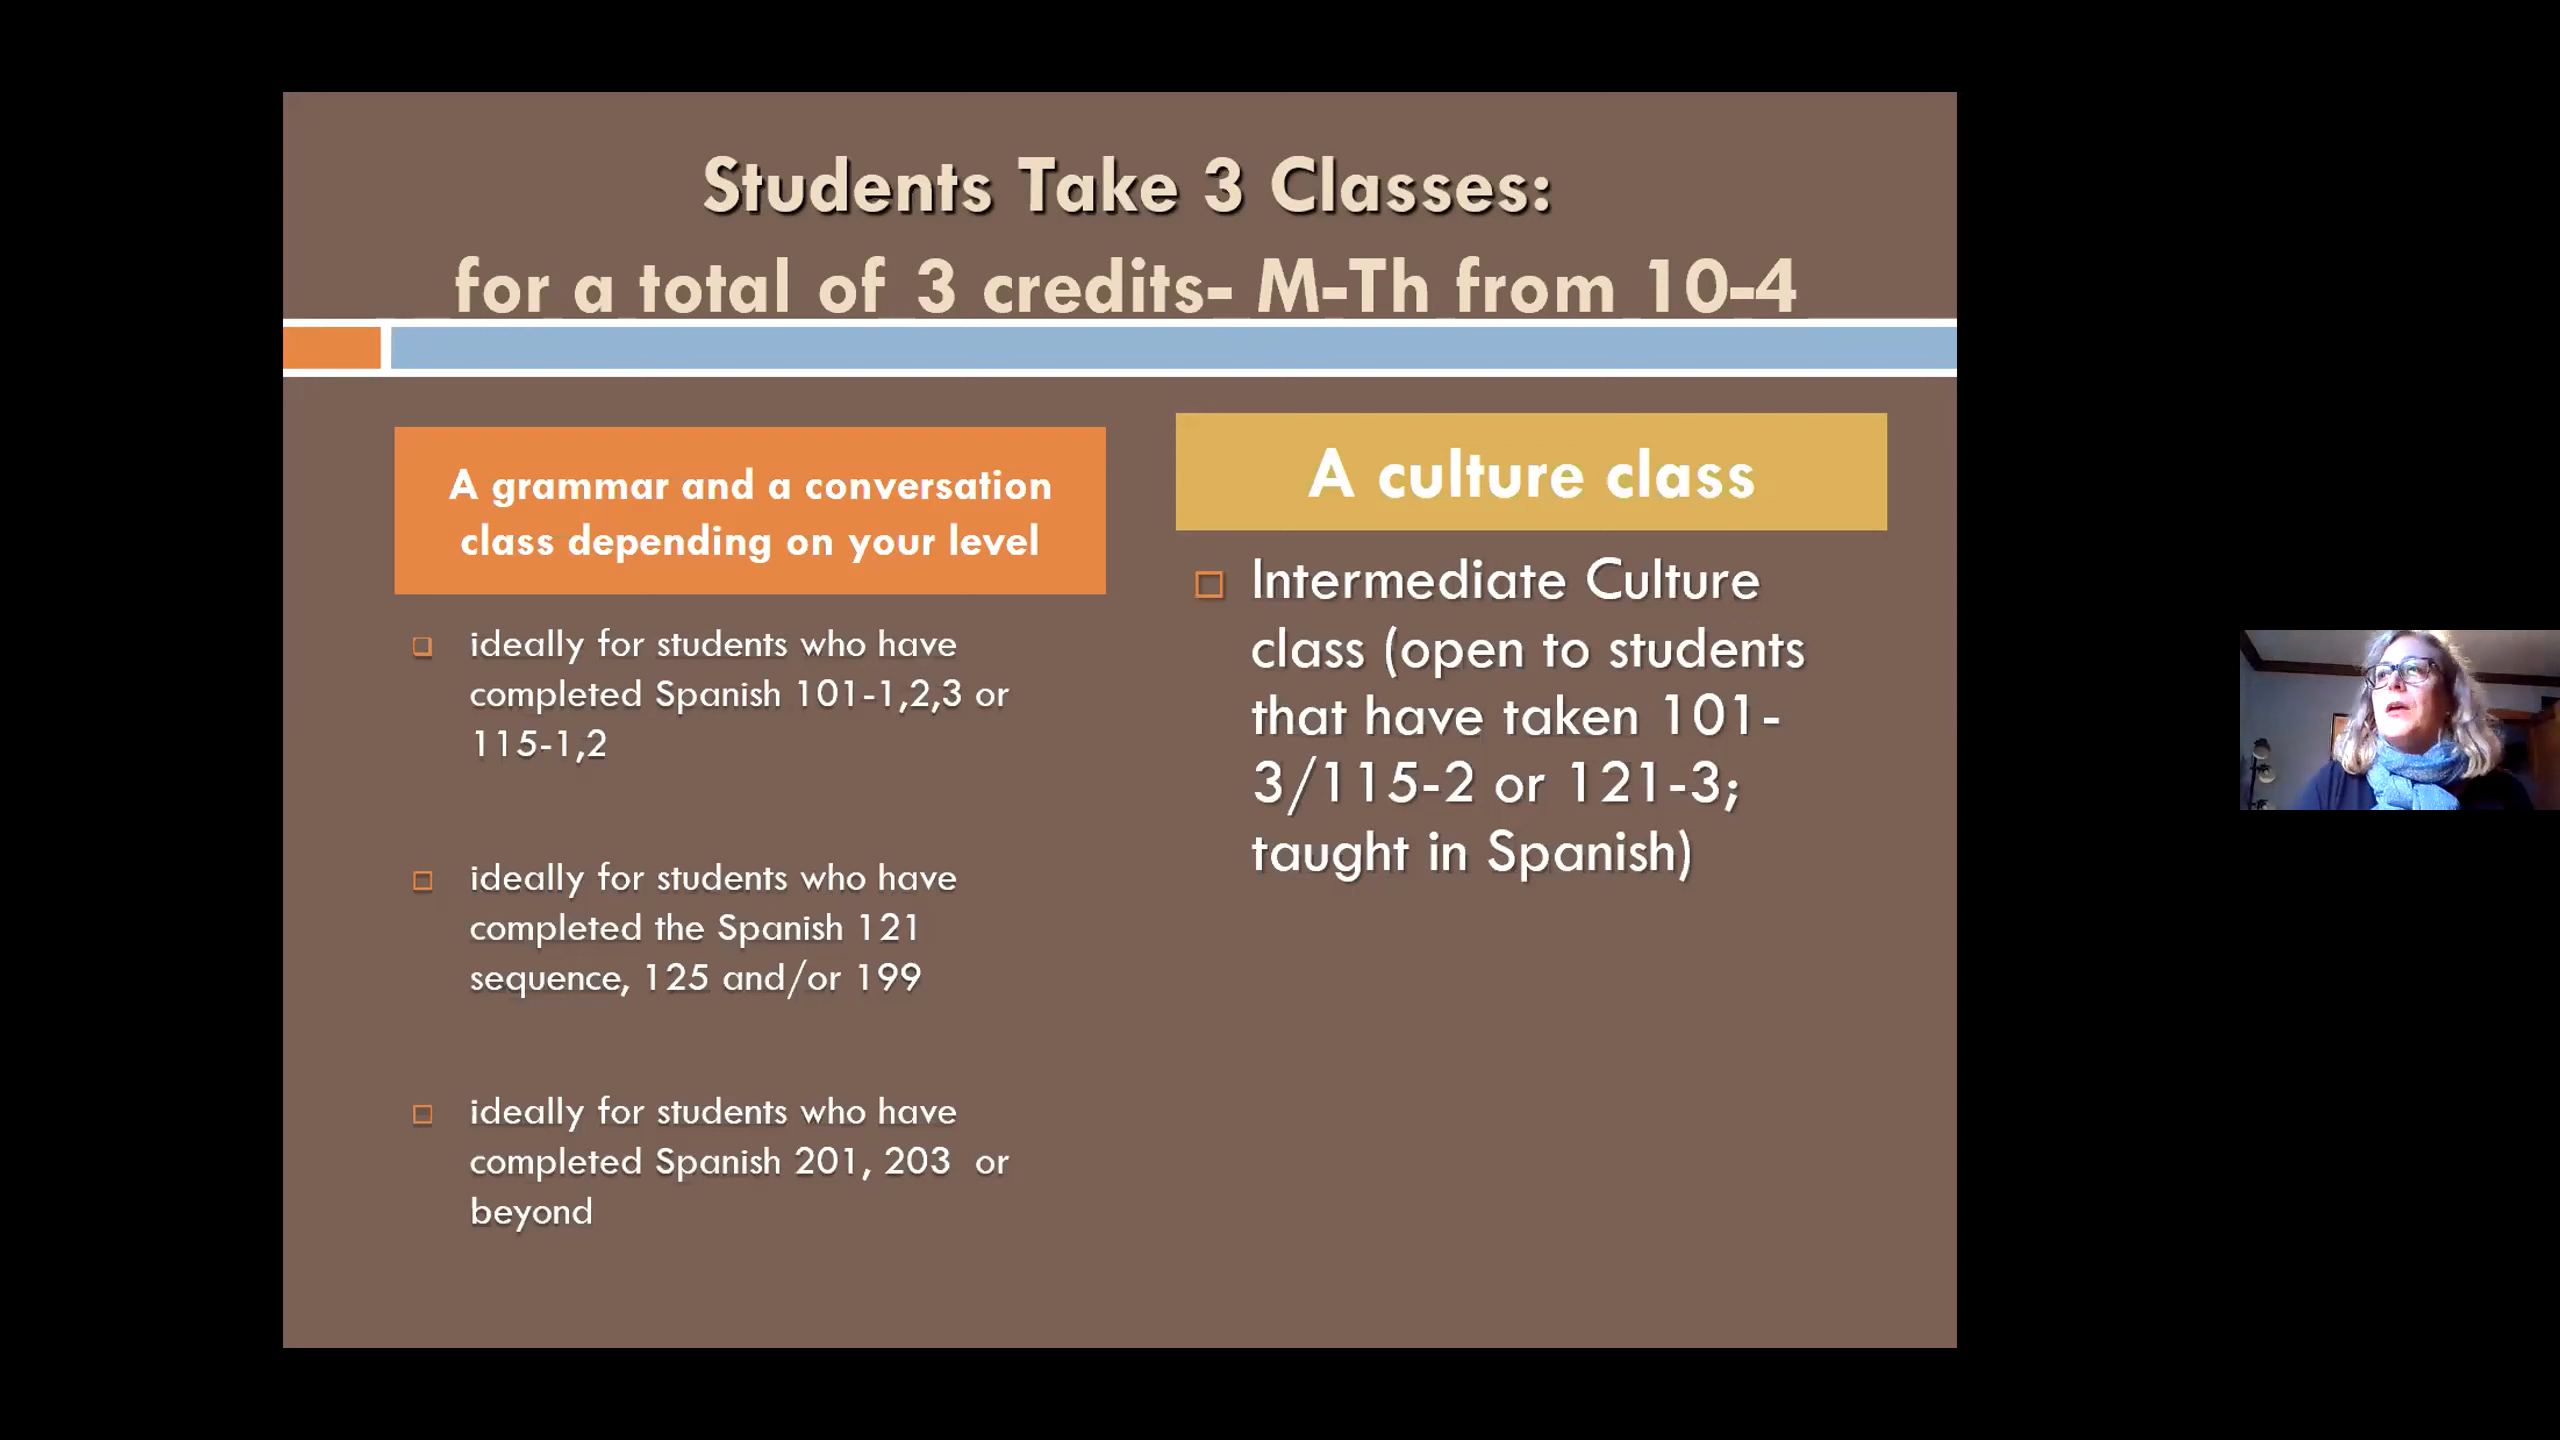 Students Take 3 Classes:
for a total of 3 credits- M-Th from 10-4
A grammar and a conversation
class depending on your level
ideally for students who have
completed Spanish 101-1,2,3 or
115-1,2
ideally for students who have
completed the Spanish 121
sequence, 125 and/or 199
ideally for students who have
completed Spanish 201, 203 or
beyond
A culture class
Intermediate Culture
class (open to students
that have taken 101-
3/115-2 or 121-3;
taught in Spanish)